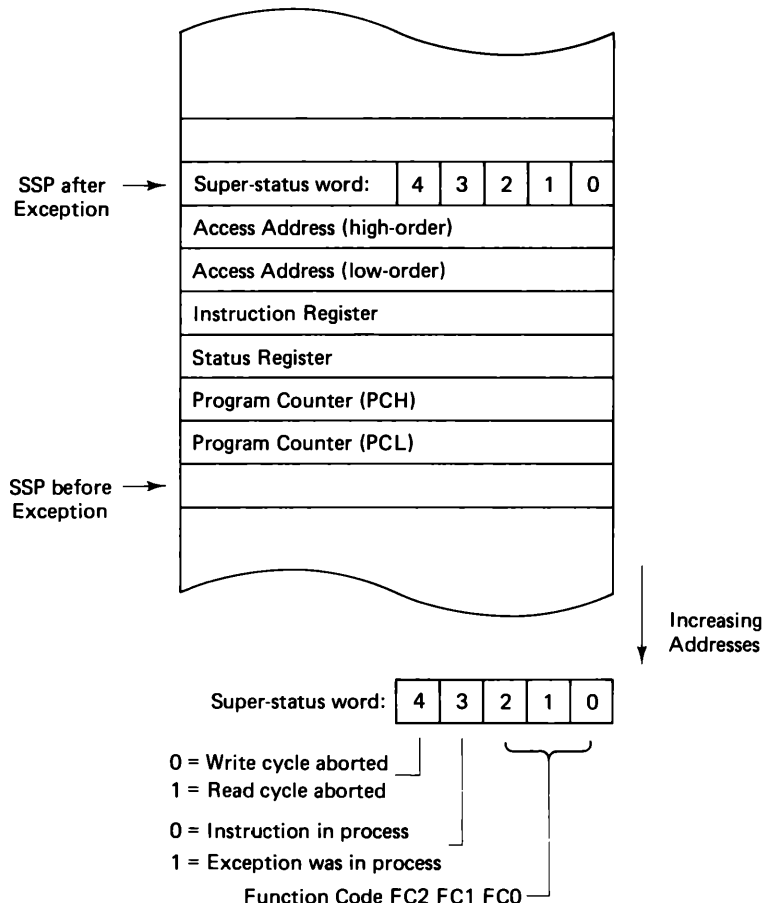 SSP after
Exception
Super-status word: 4 3 2 1 0
Access Address (high-order)
Access Address (low-order)
Instruction Register
Status Register
Program Counter (PCH)
Program Counter (PCL)
SSP before
Exception
Increasing
Addresses
Super-status word: 4 3 2 1 0
0 = Write cycle aborted
1 = Read cycle aborted
0 = Instruction in process
1 = Exception was in process
Function Code FC2 FC1 FC0